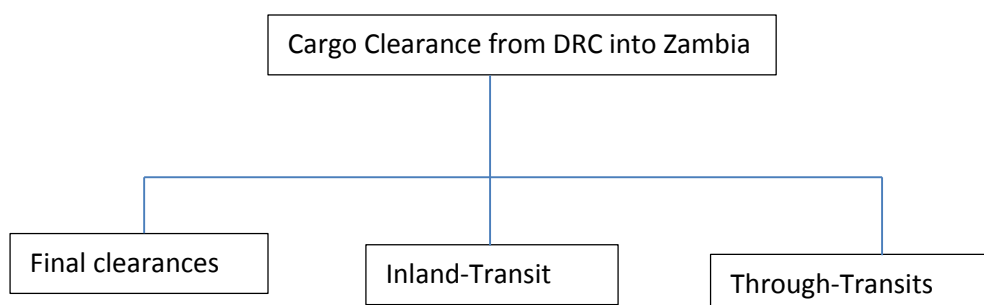 Cargo Clearance from DRC into Zambia
Final clearances
Inland-Transit
Through-Transits